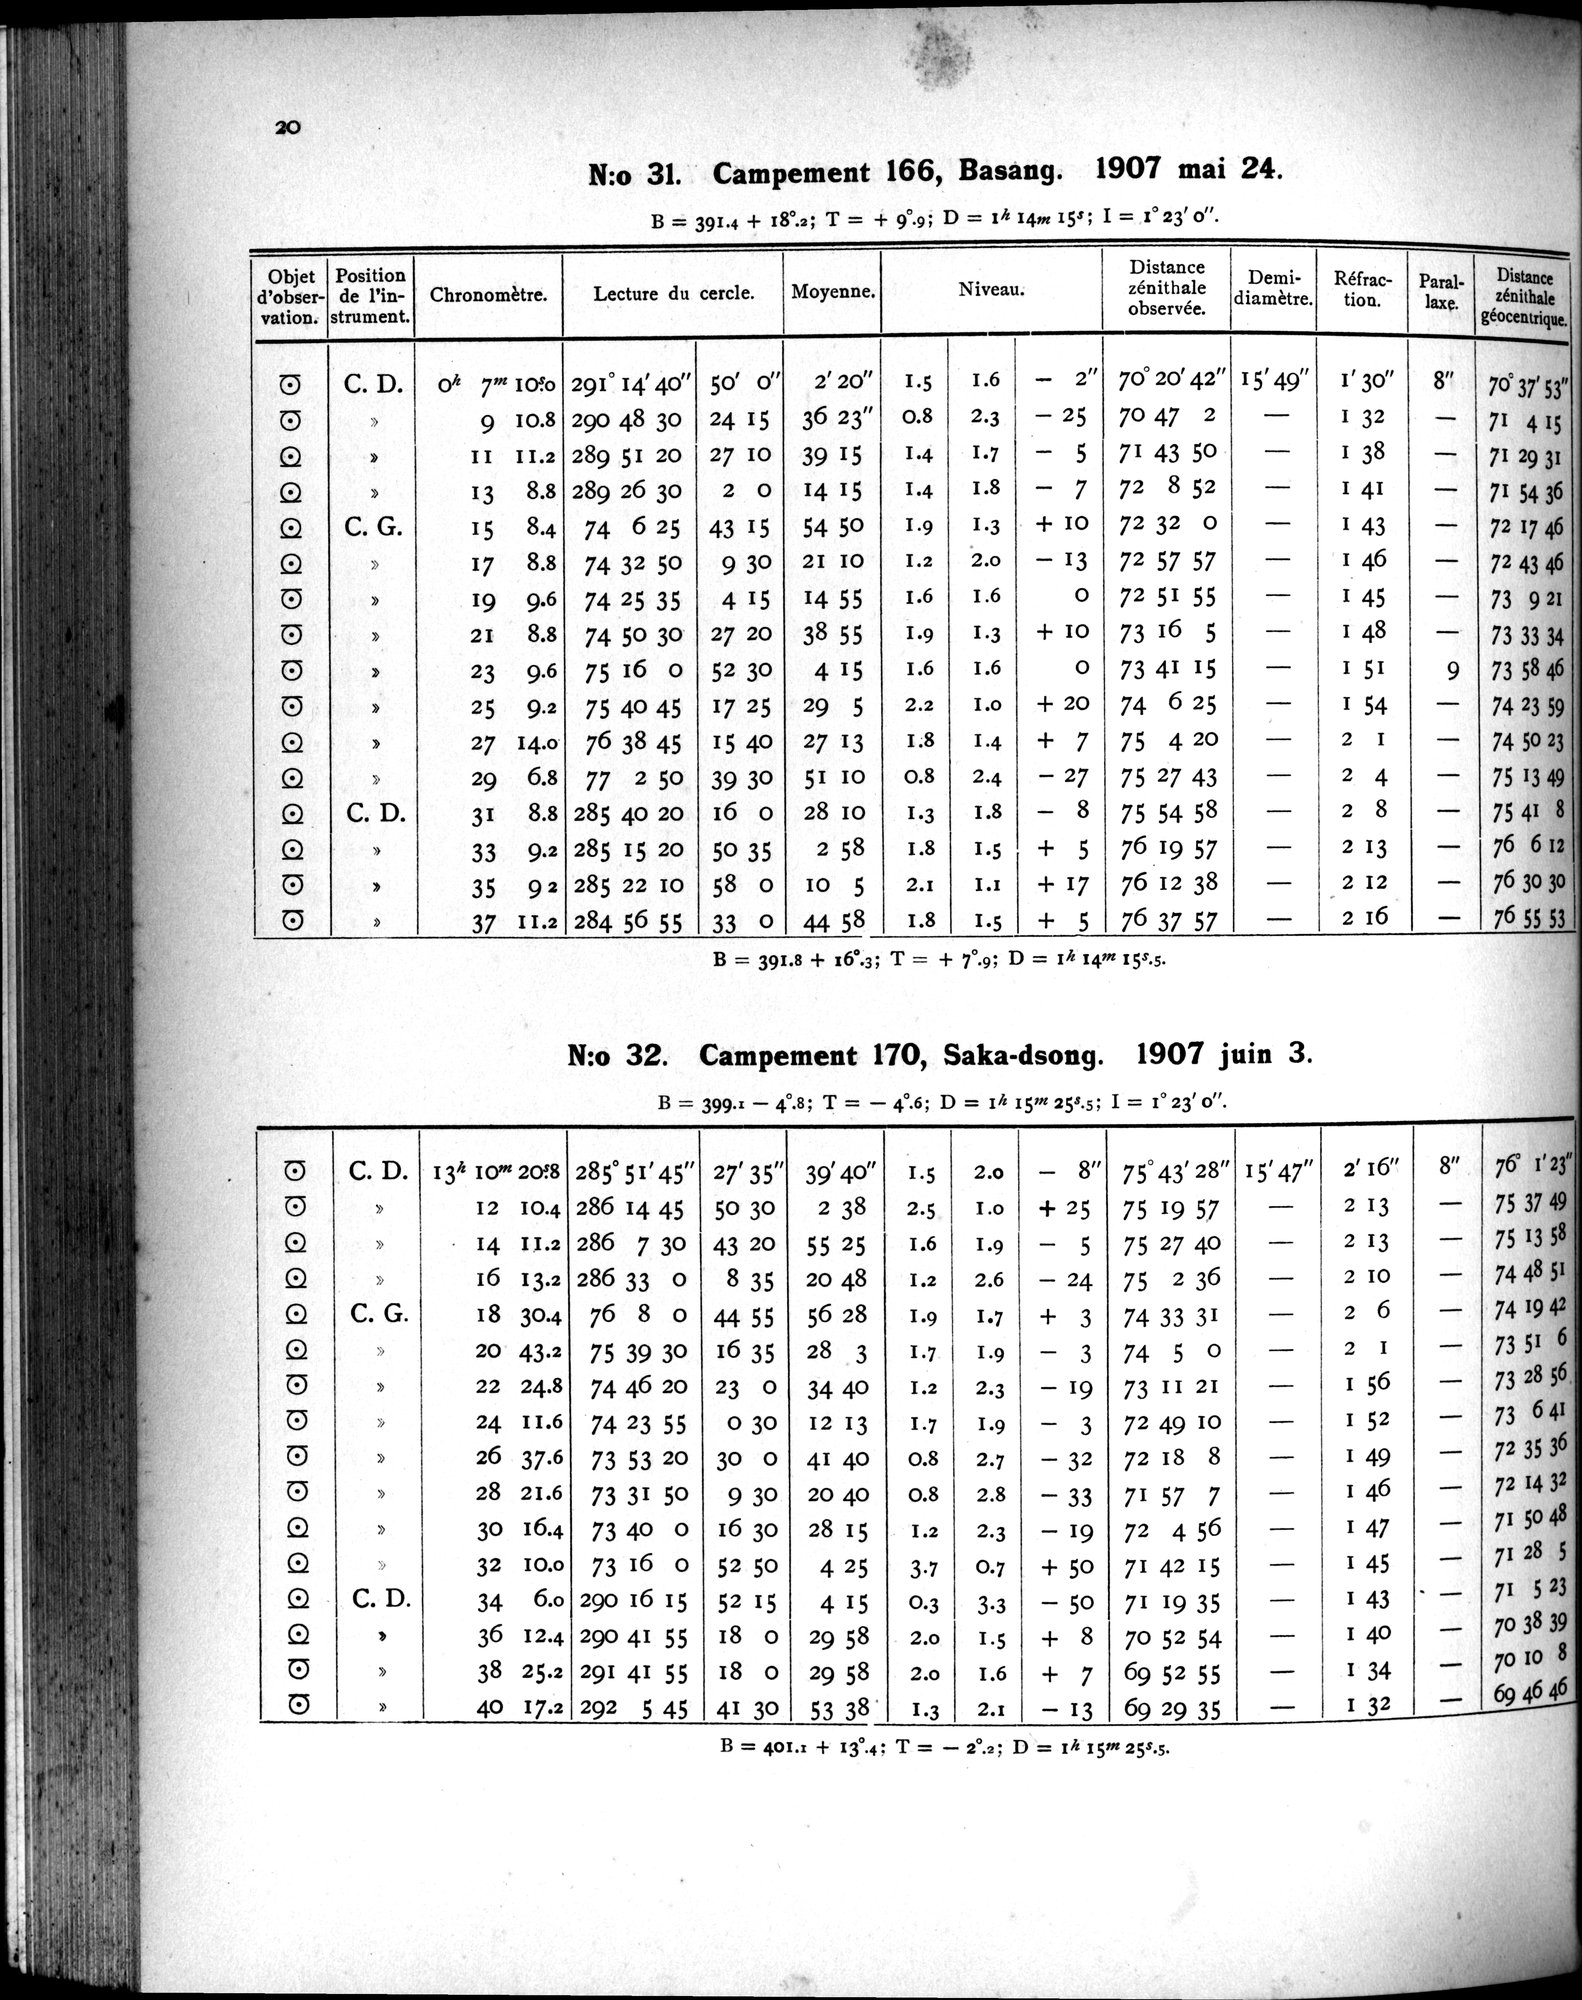 20
N:o 31. Campement 166, Basang. 1907 mai 24.
B = 391.4 + 18°.2; T = + 9°.9; D = 1h 14m 15s; I = 1° 23′ 0″.
Objet d'obser-vation. | Position de l'in-strument. | Chronomètre. | Lecture du cercle. | Moyenne. | Niveau. | Distance zénithale observée. | Demi-diamètre. | Réfrac-tion. | Paral-laxe. | Distance zénithale géocentrique.
☉ C. D. 0h 7m 10s.0 291° 14′ 40″ 50′ 0″ 2′ 20″ 1.5 1.6 — 2″ 70° 20′ 42″ 15′ 49″ 1′ 30″ 8″ 70° 37′ 53″
☉ » 9 10.8 290 48 30 24 15 36 23″ 0.8 2.3 — 25 70 47 2 — 1 32 — 71 4 15
☉ » 11 11.2 289 51 20 27 10 39 15 1.4 1.7 — 5 71 43 50 — 1 38 — 71 29 31
☉ » 13 8.8 289 26 30 2 0 14 15 1.4 1.8 — 7 72 8 52 — 1 41 — 71 54 36
☉ C. G. 15 8.4 74 6 25 43 15 54 50 1.9 1.3 + 10 72 32 0 — 1 43 — 72 17 46
☉ » 17 8.8 74 32 50 9 30 21 10 1.2 2.0 — 13 72 57 57 — 1 46 — 72 43 46
☉ » 19 9.6 74 25 35 4 15 14 55 1.6 1.6 0 72 51 55 — 1 45 — 73 9 21
☉ » 21 8.8 74 50 30 27 20 38 55 1.9 1.3 + 10 73 16 5 — 1 48 — 73 33 34
☉ » 23 9.6 75 16 0 52 30 4 15 1.6 1.6 0 73 41 15 — 1 51 9 73 58 46
☉ » 25 9.2 75 40 45 17 25 29 5 2.2 1.0 + 20 74 6 25 — 1 54 — 74 23 59
☉ » 27 14.0 76 38 45 15 40 27 13 1.8 1.4 + 7 75 4 20 — 2 1 — 74 50 23
☉ » 29 6.8 77 2 50 39 30 51 10 0.8 2.4 — 27 75 27 43 — 2 4 — 75 13 49
☉ C. D. 31 8.8 285 40 20 16 0 28 10 1.3 1.8 — 8 75 54 58 — 2 8 — 75 41 8
☉ » 33 9.2 285 15 20 50 35 2 58 1.8 1.5 + 5 76 19 57 — 2 13 — 76 6 12
☉ » 35 9 2 285 22 10 58 0 10 5 2.1 1.1 + 17 76 12 38 — 2 12 — 76 30 30
☉ » 37 11.2 284 56 55 33 0 44 58 1.8 1.5 + 5 76 37 57 — 2 16 — 76 55 53
B = 391.8 + 16°.3; T = + 7°.9; D = 1h 14m 15s.5.
N:o 32. Campement 170, Saka-dsong. 1907 juin 3.
B = 399.1 — 4°.8; T = — 4°.6; D = 1h 15m 25s.5; I = 1° 23′ 0″.
☉ C. D. 13h 10m 20s.8 285° 51′ 45″ 27′ 35″ 39′ 40″ 1.5 2.0 — 8″ 75° 43′ 28″ 15′ 47″ 2′ 16″ 8″ 76° 1′ 23″
☉ » 12 10.4 286 14 45 50 30 2 38 2.5 1.0 + 25 75 19 57 — 2 13 — 75 37 49
☉ » 14 11.2 286 7 30 43 20 55 25 1.6 1.9 — 5 75 27 40 — 2 13 — 75 13 58
☉ » 16 13.2 286 33 0 8 35 20 48 1.2 2.6 — 24 75 2 36 — 2 10 — 74 48 51
☉ C. G. 18 30.4 76 8 0 44 55 56 28 1.9 1.7 + 3 74 33 31 — 2 6 — 74 19 42
☉ » 20 43.2 75 39 30 16 35 28 3 1.7 1.9 — 3 74 5 0 — 2 1 — 73 51 6
☉ » 22 24.8 74 46 20 23 0 34 40 1.2 2.3 — 19 73 11 21 — 1 56 — 73 28 56
☉ » 24 11.6 74 23 55 0 30 12 13 1.7 1.9 — 3 72 49 10 — 1 52 — 73 6 41
☉ » 26 37.6 73 53 20 30 0 41 40 0.8 2.7 — 32 72 18 8 — 1 49 — 72 35 36
☉ » 28 21.6 73 31 50 9 30 20 40 0.8 2.8 — 33 71 57 7 — 1 46 — 72 14 32
☉ » 30 16.4 73 40 0 16 30 28 15 1.2 2.3 — 19 72 4 56 — 1 47 — 71 50 48
☉ » 32 10.0 73 16 0 52 50 4 25 3.7 0.7 + 50 71 42 15 — 1 45 — 71 28 5
☉ C. D. 34 6.0 290 16 15 52 15 4 15 0.3 3.3 — 50 71 19 35 — 1 43 — 71 5 23
☉ » 36 12.4 290 41 55 18 0 29 58 2.0 1.5 + 8 70 52 54 — 1 40 — 70 38 39
☉ » 38 25.2 291 41 55 18 0 29 58 2.0 1.6 + 7 69 52 55 — 1 34 — 70 10 8
☉ » 40 17.2 292 5 45 41 30 53 38 1.3 2.1 — 13 69 29 35 — 1 32 — 69 46 46
B = 401.1 + 13°.4; T = — 2°.2; D = 1h 15m 25s.5.